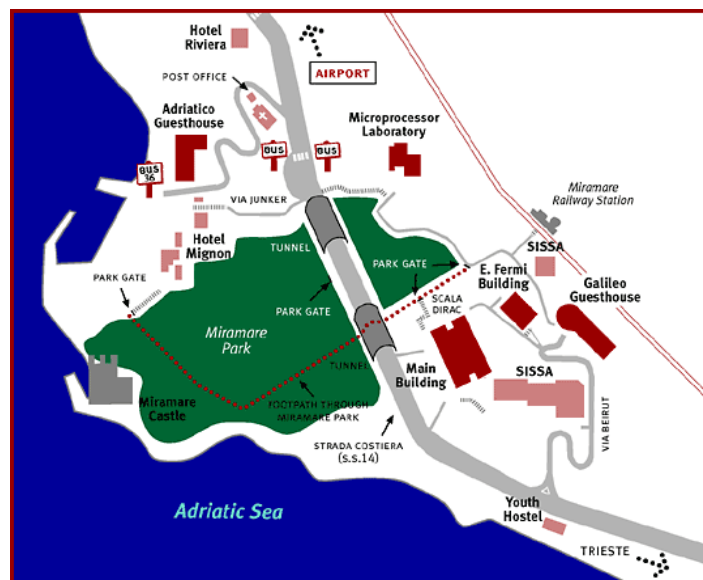 Hotel
Riviera
AIRPORT
POST OFFICE
Adriatico
Guesthouse
Microprocessor
Laboratory
BUS
BUS
BUS
36
Miramare
Railway Station
VIA JUNKER
Hotel
Mignon
TUNNEL
SISSA
PARK GATE
E. Fermi
Building
Galileo
Guesthouse
PARK GATE
PARK GATE
SCALA
DIRAC
Miramare
Park
TUNNEL
Main
Building
SISSA
Miramare
Castle
FOOTPATH THROUGH
MIRAMARE PARK
VIA BEIRUT
STRADA COSTIERA
(s.s.14)
Adriatic Sea
Youth
Hostel
TRIESTE